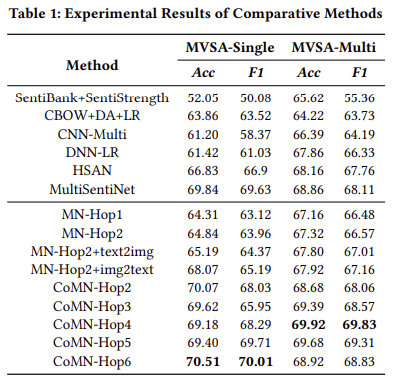 Table 1: Experimental Results of Comparative Methods
Method MVSA-Single MVSA-Multi
Acc F1 Acc F1
SentiBank+SentiStrength 52.05 50.08 65.62 55.36
CBOW+DA+LR 63.86 63.52 64.22 63.73
CNN-Multi 61.20 58.37 66.39 64.19
DNN-LR 61.42 61.03 67.86 66.33
HSAN 66.83 66.9 68.16 67.76
MultiSentiNet 69.84 69.63 68.86 68.11
MN-Hop1 64.31 63.12 67.16 66.48
MN-Hop2 64.84 63.96 67.32 66.57
MN-Hop2+text2img 65.19 64.37 67.80 67.01
MN-Hop2+img2text 68.07 65.19 67.92 67.16
CoMN-Hop2 70.07 68.03 68.68 68.06
CoMN-Hop3 69.62 65.95 69.39 68.57
CoMN-Hop4 69.18 68.29 69.92 69.83
CoMN-Hop5 69.40 69.71 69.68 69.31
CoMN-Hop6 70.51 70.01 68.92 68.83